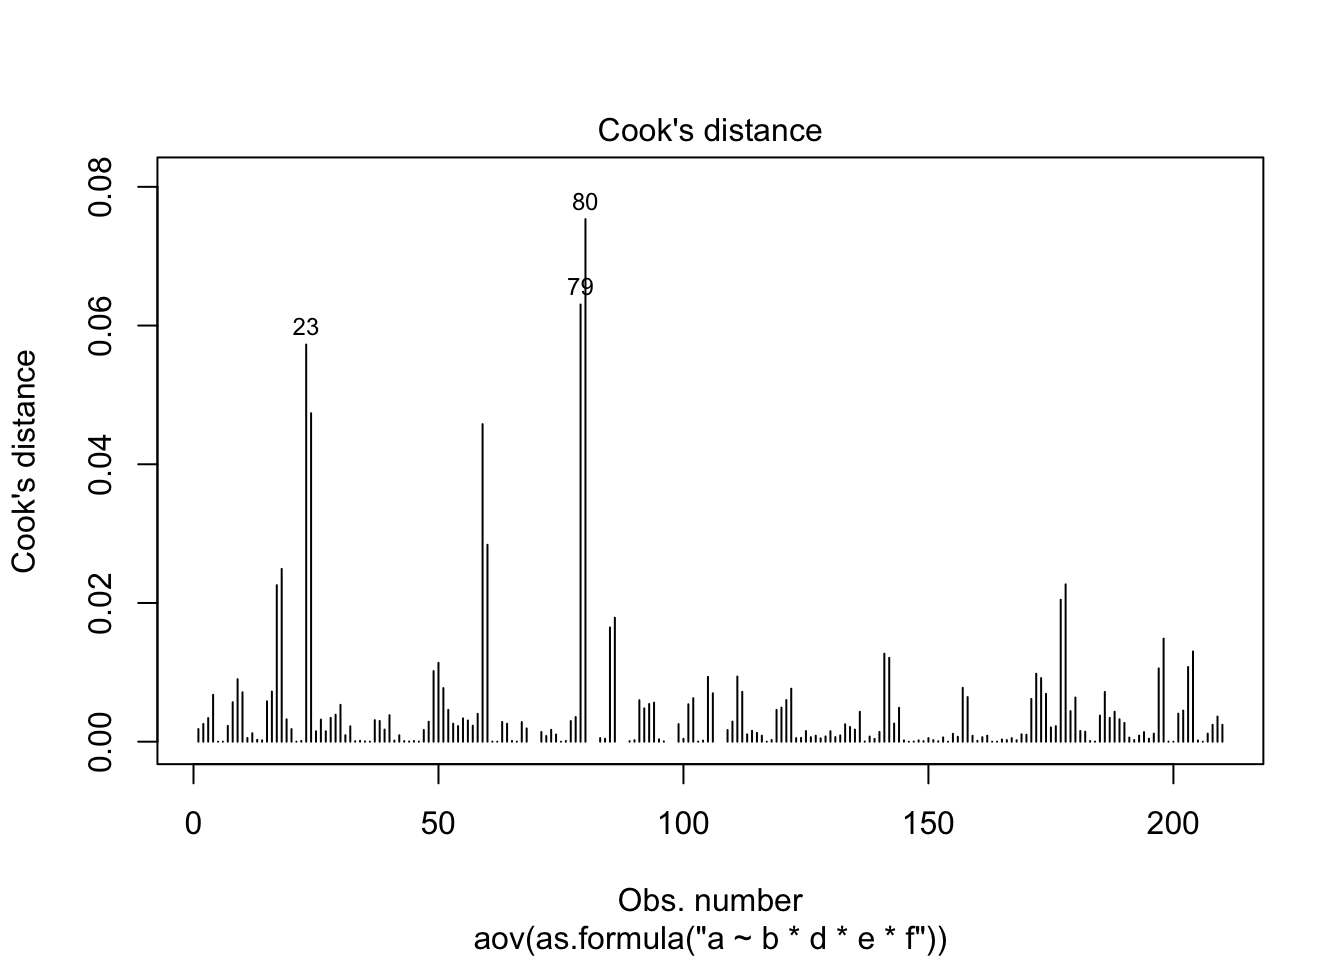 Cook's distance
Cook's distance
0.08
0.06
0.04
0.02
0.00
80
79
23
0 50 100 150 200
Obs. number
aov(as.formula("a ~ b * d * e * f"))